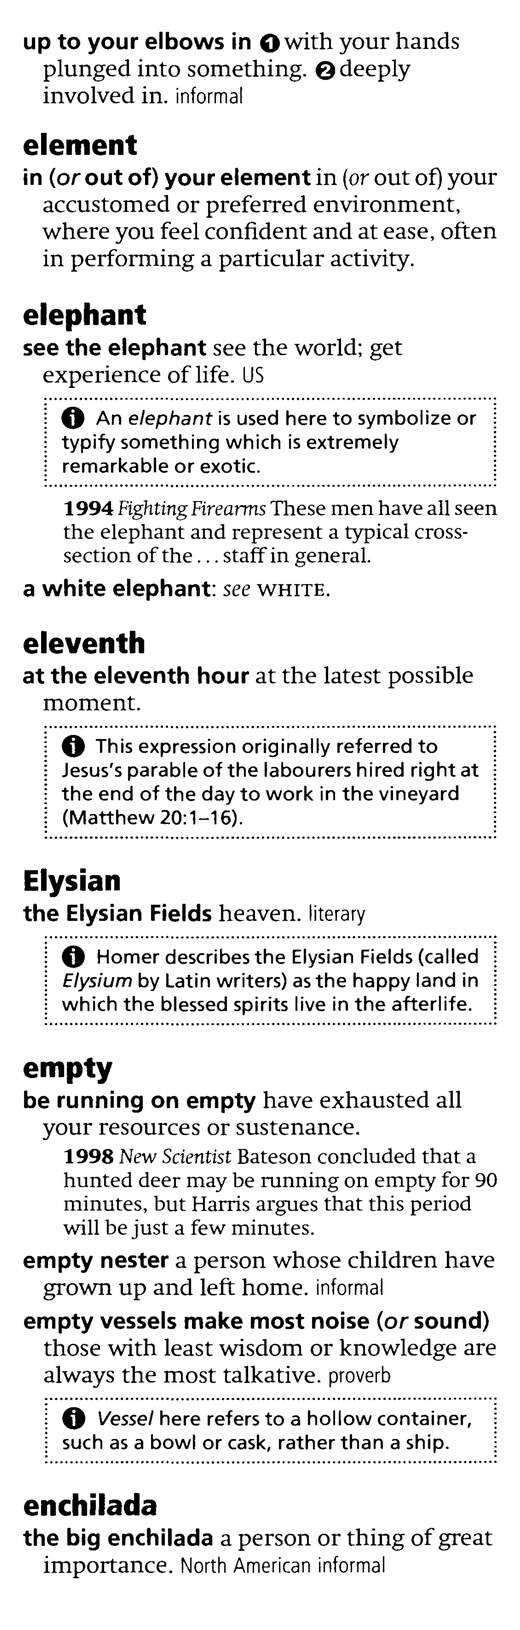 up to your elbows in ❶ with your hands
plunged into something. ❷ deeply
involved in. informal
element
in (or out of) your element in (or out of) your
accustomed or preferred environment,
where you feel confident and at ease, often
in performing a particular activity.
elephant
see the elephant see the world; get
experience of life. US
ℹ An elephant is used here to symbolize or
typify something which is extremely
remarkable or exotic.
1994 Fighting Firearms These men have all seen
the elephant and represent a typical cross-
section of the... staff in general.
a white elephant: see WHITE.
eleventh
at the eleventh hour at the latest possible
moment.
ℹ This expression originally referred to
Jesus's parable of the labourers hired right at
the end of the day to work in the vineyard
(Matthew 20:1–16).
Elysian
the Elysian Fields heaven. literary
ℹ Homer describes the Elysian Fields (called
Elysium by Latin writers) as the happy land in
which the blessed spirits live in the afterlife.
empty
be running on empty have exhausted all
your resources or sustenance.
1998 New Scientist Bateson concluded that a
hunted deer may be running on empty for 90
minutes, but Harris argues that this period
will be just a few minutes.
empty nester a person whose children have
grown up and left home. informal
empty vessels make most noise (or sound)
those with least wisdom or knowledge are
always the most talkative. proverb
ℹ Vessel here refers to a hollow container,
such as a bowl or cask, rather than a ship.
enchilada
the big enchilada a person or thing of great
importance. North American informal